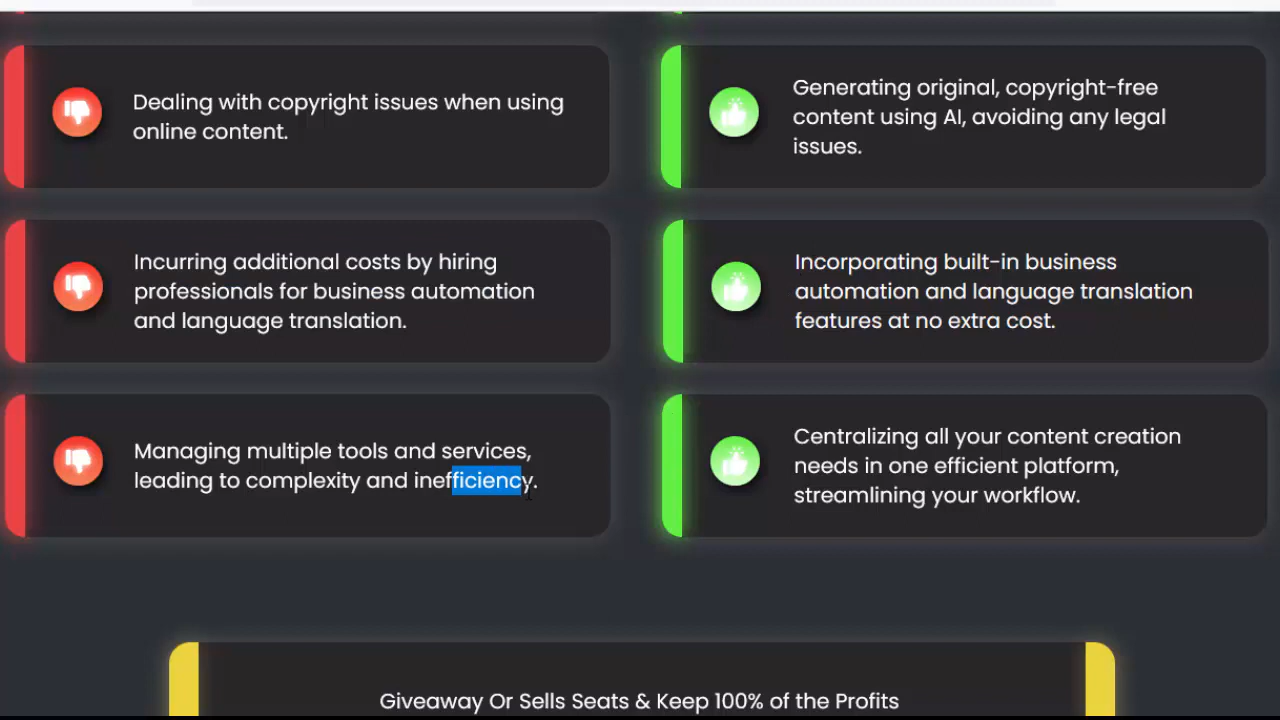 Dealing with copyright issues when using
online content.
Generating original, copyright-free
content using AI, avoiding any legal
issues.
Incurring additional costs by hiring
professionals for business automation
and language translation.
Incorporating built-in business
automation and language translation
features at no extra cost.
Managing multiple tools and services,
leading to complexity and inefficiency.
Centralizing all your content creation
needs in one efficient platform,
streamlining your workflow.
Giveaway Or Sells Seats & Keep 100% of the Profits